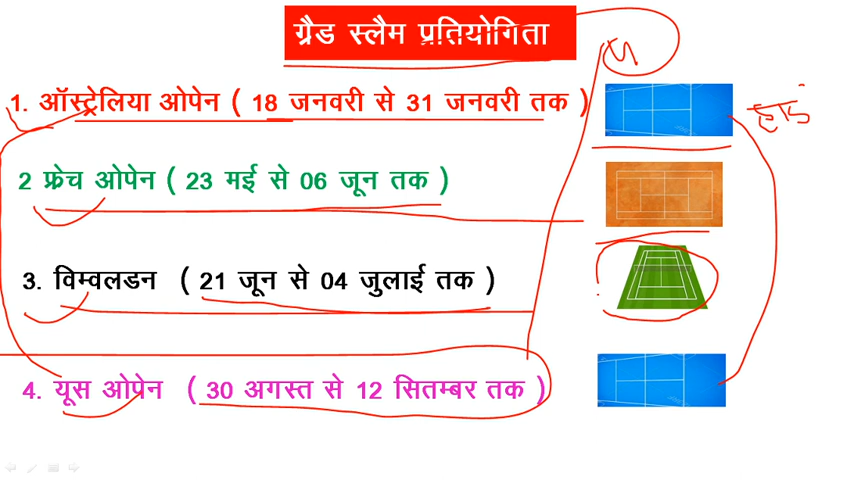 ग्रैड स्लैम प्रतियोगिता
1. ऑस्ट्रेलिया ओपेन ( 18 जनवरी से 31 जनवरी तक )
हार्ड
2 फ्रेच ओपेन ( 23 मई से 06 जून तक )
3. विम्वलडन ( 21 जून से 04 जुलाई तक )
4. यूस ओपेन ( 30 अगस्त से 12 सितम्बर तक )